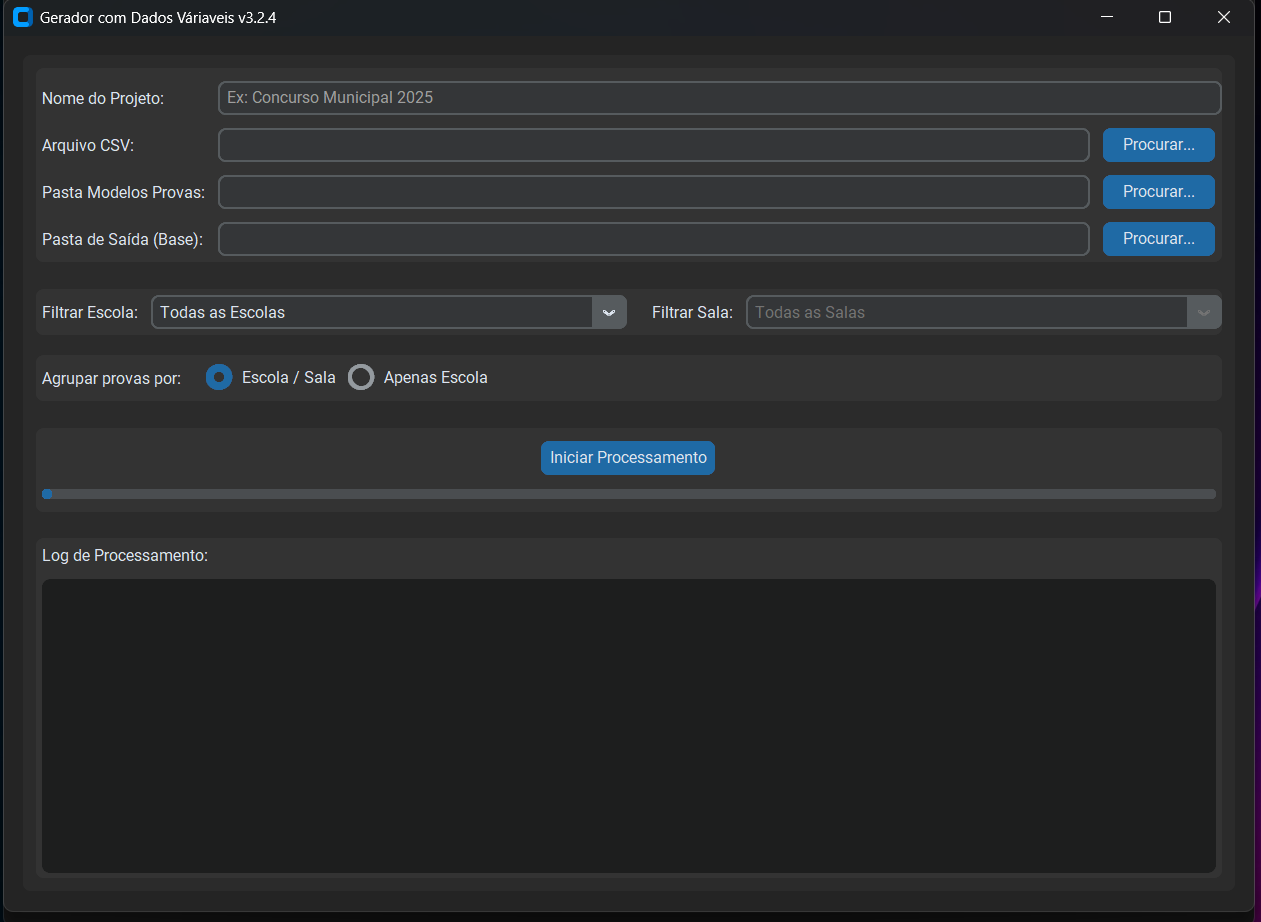 Gerador com Dados Váriaveis v3.2.4
Nome do Projeto: Ex: Concurso Municipal 2025
Arquivo CSV: Procurar...
Pasta Modelos Provas: Procurar...
Pasta de Saída (Base): Procurar...
Filtrar Escola: Todas as Escolas Filtrar Sala: Todas as Salas
Agrupar provas por: Escola / Sala Apenas Escola
Iniciar Processamento
Log de Processamento: